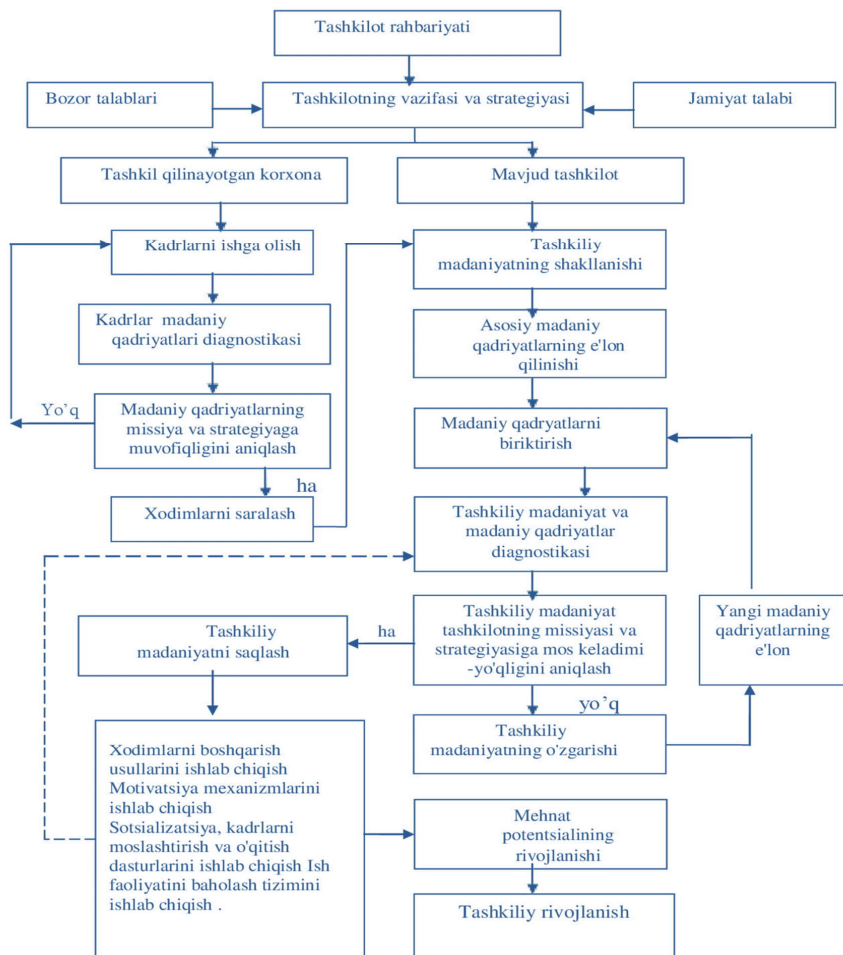 Tashkilot rahbariyati
Bozor talablari
Tashkilotning vazifasi va strategiyasi
Jamiyat talabi
Tashkil qilinayotgan korxona
Mavjud tashkilot
Kadrlarni ishga olish
Tashkiliy
madaniyatning shakllanishi
Kadrlar madaniy
qadriyatlari diagnostikasi
Asosiy madaniy
qadriyatlarning e'lon
qilinishi
Yo’q
Madaniy qadriyatlarning
missiya va strategiyaga
muvofiqligini aniqlash
Madaniy qadryatlarni
biriktirish
ha
Xodimlarni saralash
Tashkiliy madaniyat va
madaniy qadriyatlar
diagnostikasi
Tashkiliy
madaniyatni saqlash
ha
Tashkiliy madaniyat
tashkilotning missiyasi va
strategiyasiga mos keladimi
-yo'qligini aniqlash
Yangi madaniy
qadriyatlarning
e'lon
yo’q
Tashkiliy
madaniyatning o'zgarishi
Xodimlarni boshqarish
usullarini ishlab chiqish
Motivatsiya mexanizmlarini
ishlab chiqish
Sotsializatsiya, kadrlarni
moslashtirish va o'qitish
dasturlarini ishlab chiqish Ish
faoliyatini baholash tizimini
ishlab chiqish .
Mehnat
potentsialining
rivojlanishi
Tashkiliy rivojlanish